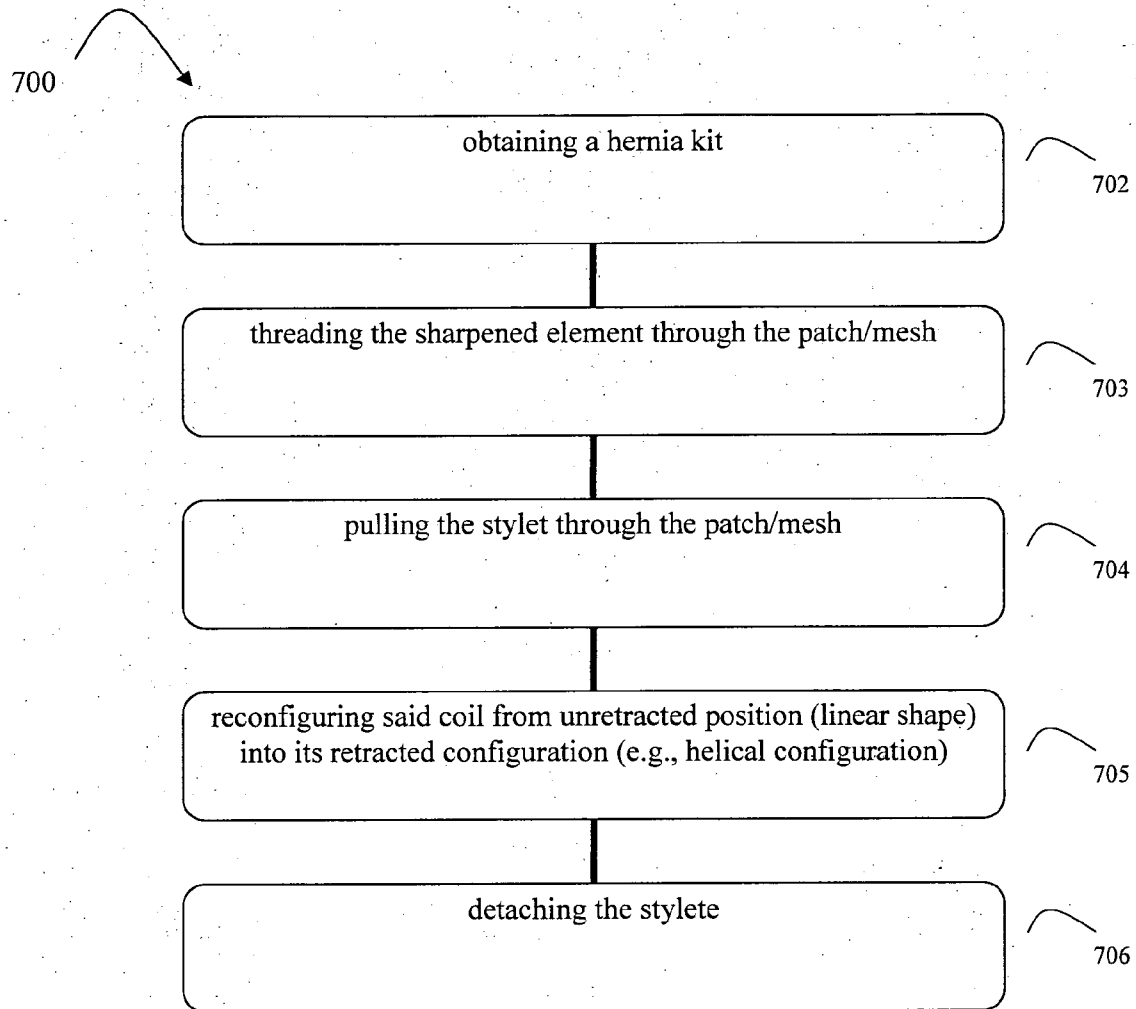 700
obtaining a hernia kit
702
threading the sharpened element through the patch/mesh
703
pulling the stylet through the patch/mesh
704
reconfiguring said coil from unretracted position (linear shape)
into its retracted configuration (e.g., helical configuration)
705
detaching the stylete
706